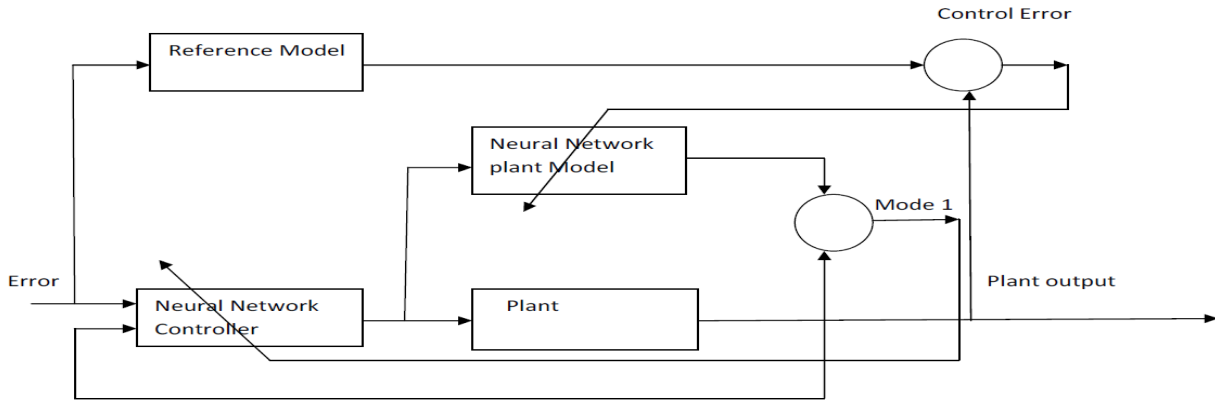 Control Error
Reference Model
Neural Network
plant Model
Mode 1
Error
Plant output
Neural Network
Controller
Plant